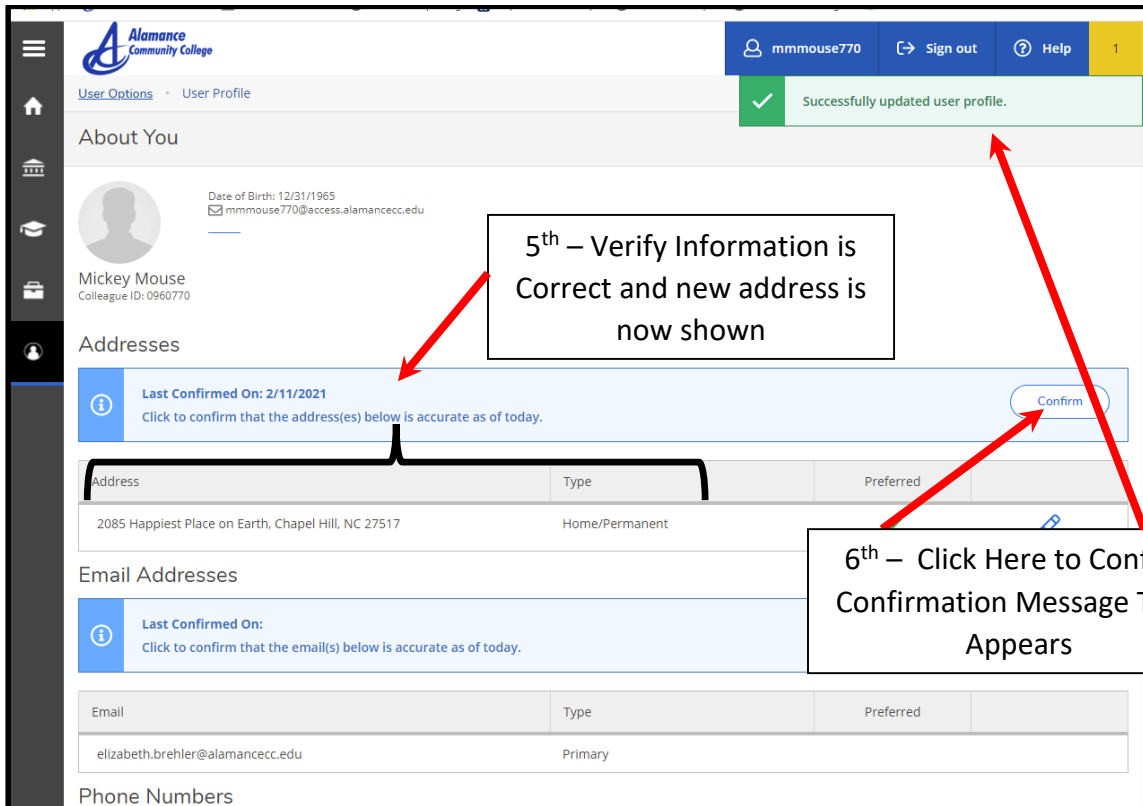 Alamance
Community College
mmmouse770
Sign out
Help
1
User Options · User Profile
Successfully updated user profile.
About You
Date of Birth: 12/31/1965
mmmouse770@access.alamancecc.edu
5th – Verify Information is
Correct and new address is
now shown
Mickey Mouse
Colleague ID: 0960770
Addresses
Last Confirmed On: 2/11/2021
Click to confirm that the address(es) below is accurate as of today.
Confirm
Address Type Preferred
2085 Happiest Place on Earth, Chapel Hill, NC 27517 Home/Permanent
6th – Click Here to
Confirmation Message
Appears
Email Addresses
Last Confirmed On:
Click to confirm that the email(s) below is accurate as of today.
Email Type Preferred
elizabeth.brehler@alamancecc.edu Primary
Phone Numbers